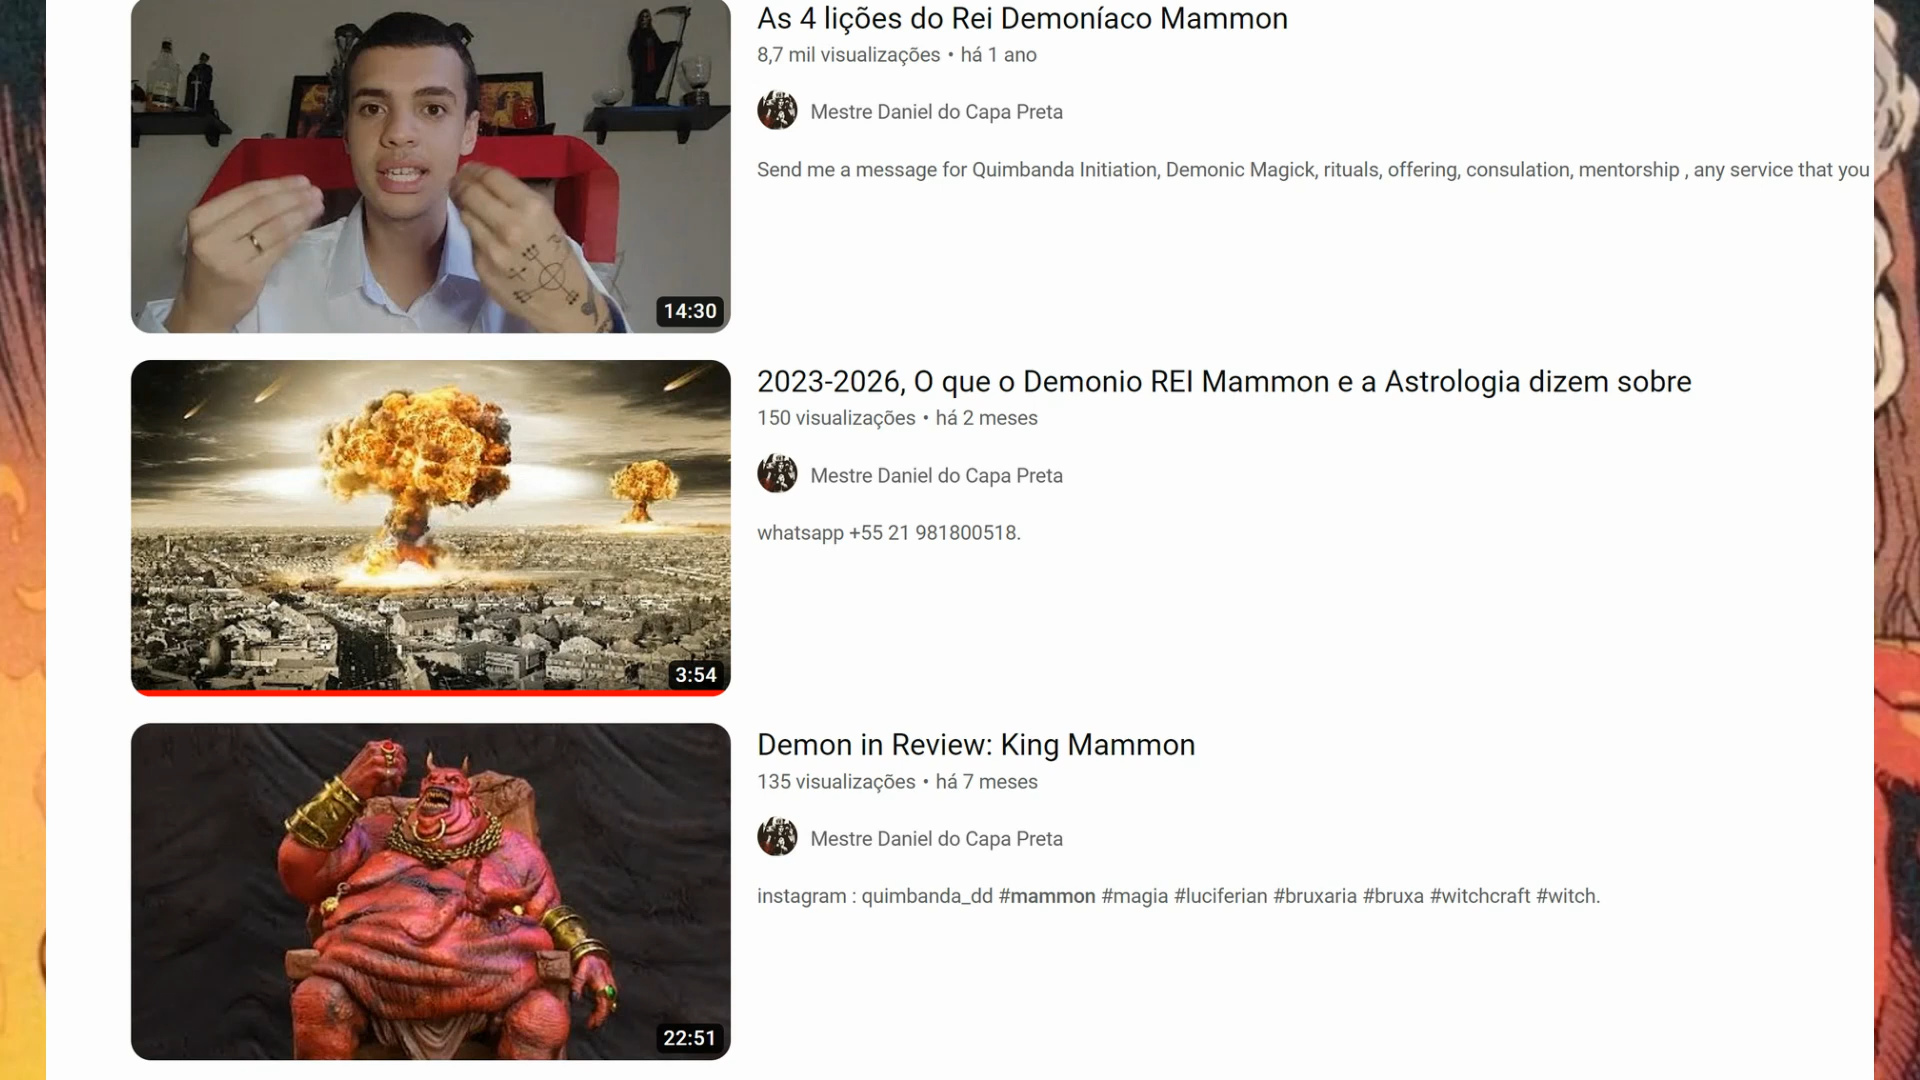 As 4 lições do Rei Demoníaco Mammon
8,7 mil visualizações • há 1 ano
Mestre Daniel do Capa Preta
Send me a message for Quimbanda Initiation, Demonic Magick, rituals, offering, consulation, mentorship , any service that you
14:30
2023-2026, O que o Demonio REI Mammon e a Astrologia dizem sobre
150 visualizações • há 2 meses
Mestre Daniel do Capa Preta
whatsapp +55 21 981800518.
3:54
Demon in Review: King Mammon
135 visualizações • há 7 meses
Mestre Daniel do Capa Preta
instagram : quimbanda_dd #mammon #magia #luciferian #bruxaria #bruxa #witchcraft #witch.
22:51